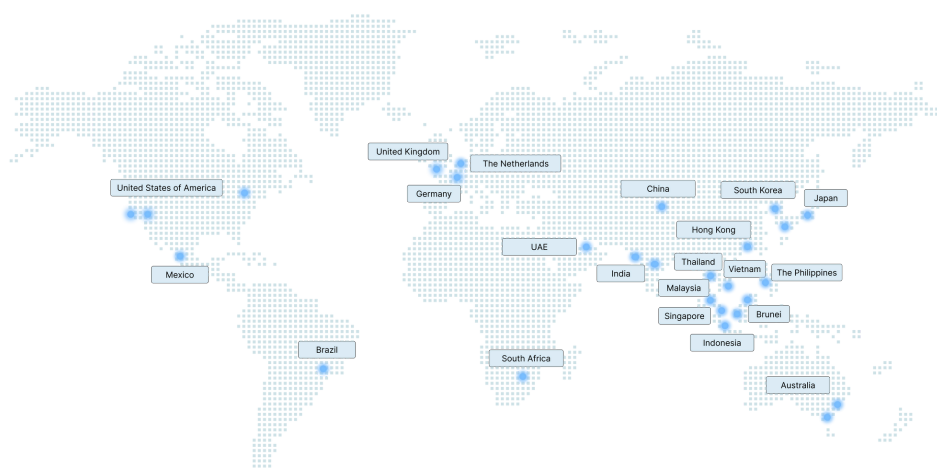 United Kingdom
The Netherlands
United States of America
Germany
China
South Korea
Japan
Hong Kong
UAE
Thailand
Vietnam
The Philippines
India
Mexico
Malaysia
Singapore
Brunei
Indonesia
Brazil
South Africa
Australia